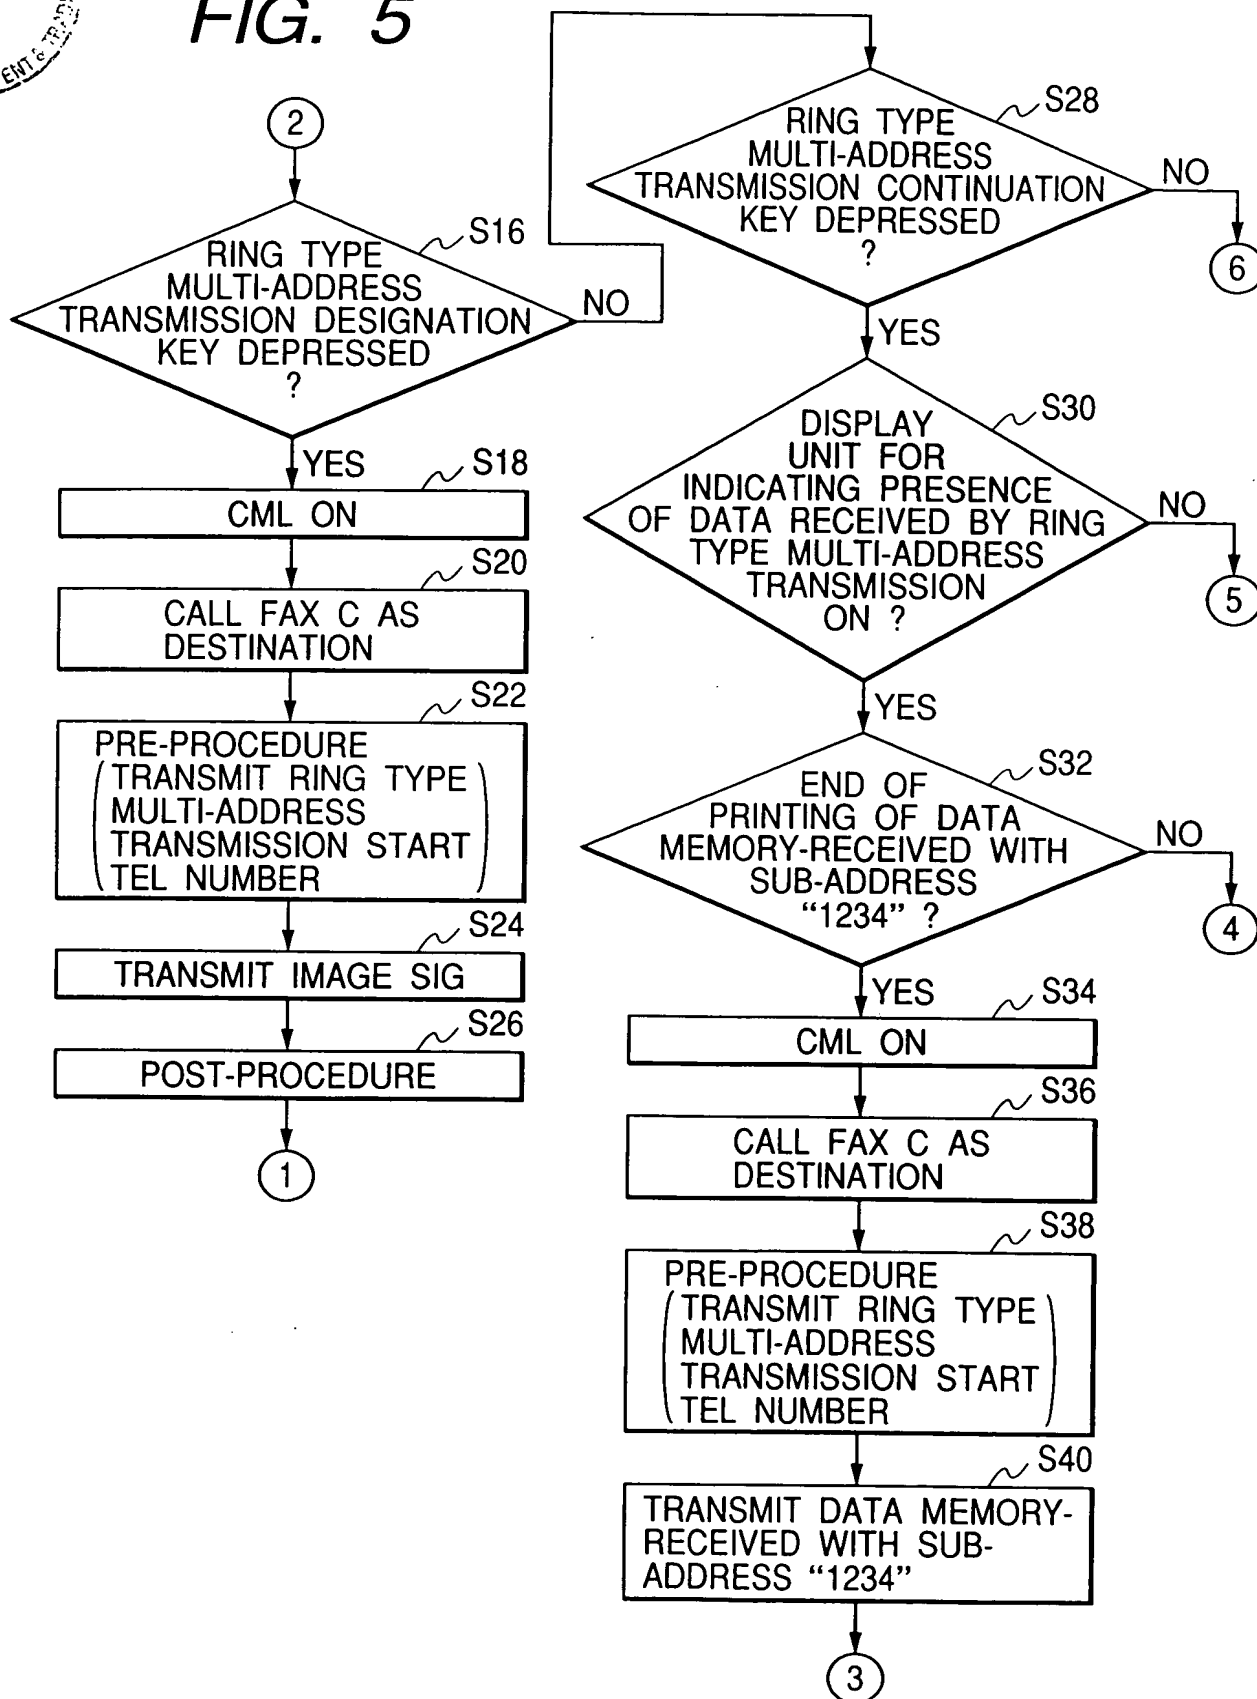 FIG. 5
ENT & TRAD
2
S16
RING TYPE
MULTI-ADDRESS
TRANSMISSION DESIGNATION
KEY DEPRESSED
?
NO
YES
S18
CML ON
S20
CALL FAX C AS
DESTINATION
S22
PRE-PROCEDURE
(TRANSMIT RING TYPE
MULTI-ADDRESS
TRANSMISSION START
TEL NUMBER)
S24
TRANSMIT IMAGE SIG
S26
POST-PROCEDURE
1
S28
RING TYPE
MULTI-ADDRESS
TRANSMISSION CONTINUATION
KEY DEPRESSED
?
NO
6
YES
S30
DISPLAY
UNIT FOR
INDICATING PRESENCE
OF DATA RECEIVED BY RING
TYPE MULTI-ADDRESS
TRANSMISSION
ON ?
NO
5
YES
S32
END OF
PRINTING OF DATA
MEMORY-RECEIVED WITH
SUB-ADDRESS
“1234” ?
NO
4
YES
S34
CML ON
S36
CALL FAX C AS
DESTINATION
S38
PRE-PROCEDURE
(TRANSMIT RING TYPE
MULTI-ADDRESS
TRANSMISSION START
TEL NUMBER)
S40
TRANSMIT DATA MEMORY-
RECEIVED WITH SUB-
ADDRESS “1234”
3